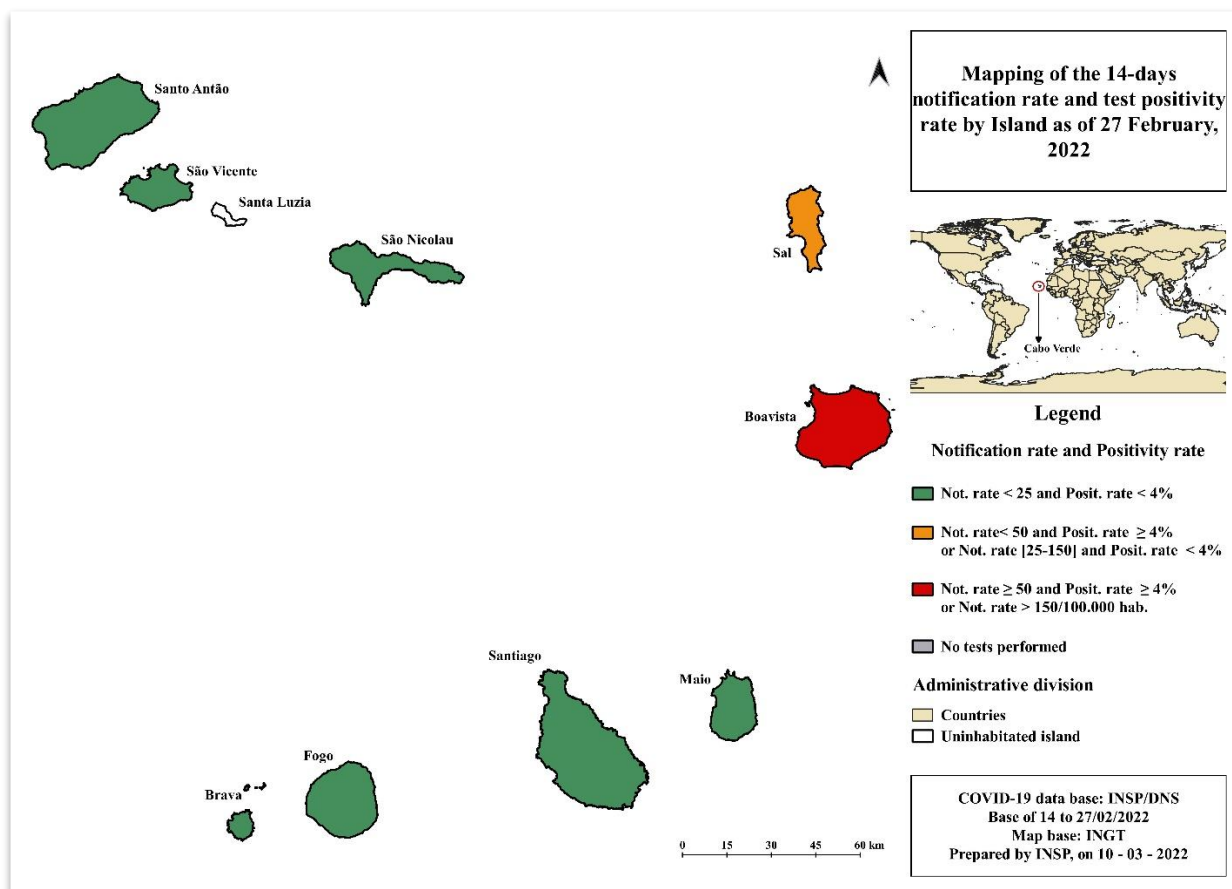 Santo Antão
São Vicente
Santa Luzia
São Nicolau
Sal
Boavista
Santiago
Maio
Fogo
Brava
0 15 30 45 60 km
Mapping of the 14-days
notification rate and test positivity
rate by Island as of 27 February,
2022
Cabo Verde
Legend
Notification rate and Positivity rate
Not. rate < 25 and Posit. rate < 4%
Not. rate< 50 and Posit. rate ≥ 4%
or Not. rate [25-150] and Posit. rate < 4%
Not. rate ≥ 50 and Posit. rate ≥ 4%
or Not. rate > 150/100.000 hab.
No tests performed
Administrative division
Countries
Uninhabitated island
COVID-19 data base: INSP/DNS
Base of 14 to 27/02/2022
Map base: INGT
Prepared by INSP, on 10 - 03 - 2022